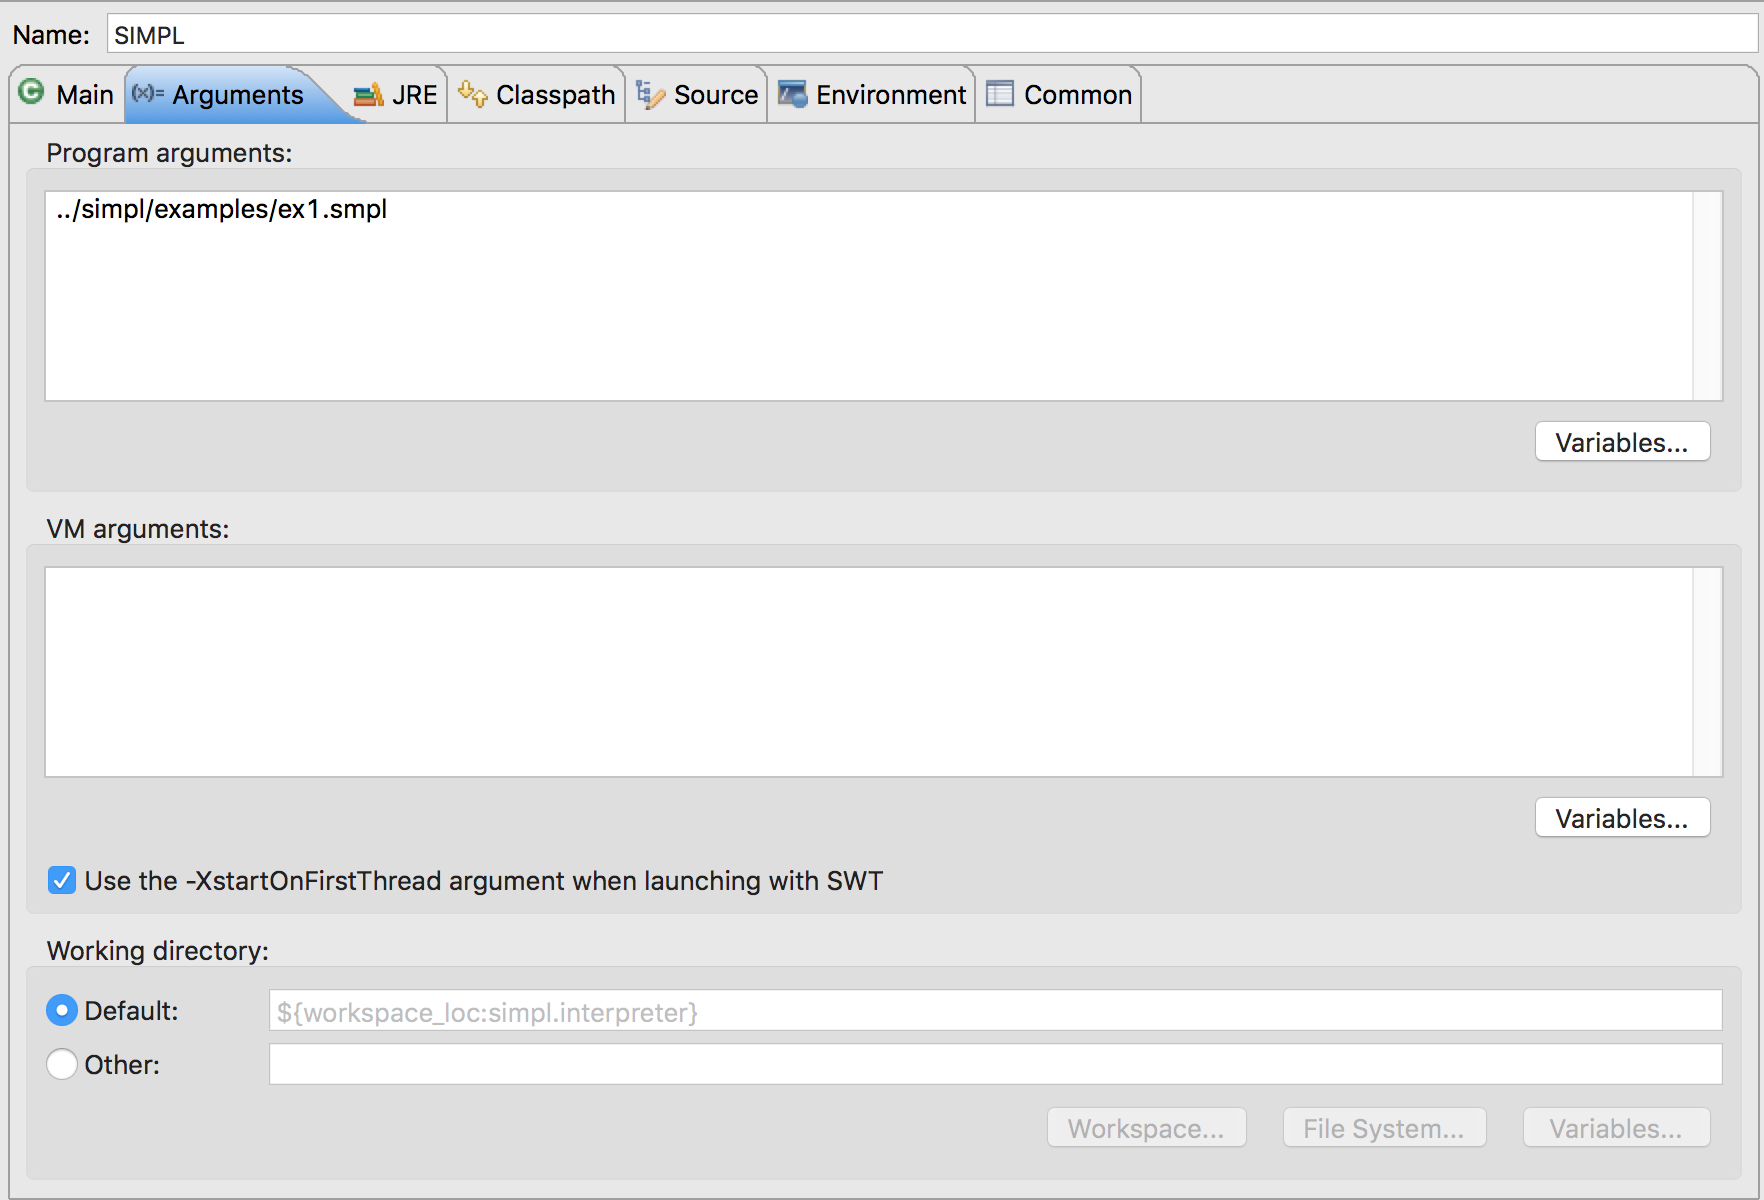 Name: SIMPL
Main (x)= Arguments JRE Classpath Source Environment Common
Program arguments:
../simpl/examples/ex1.smpl
Variables...
VM arguments:
Variables...
Use the -XstartOnFirstThread argument when launching with SWT
Working directory:
Default: ${workspace_loc:simpl.interpreter}
Other:
Workspace... File System... Variables...